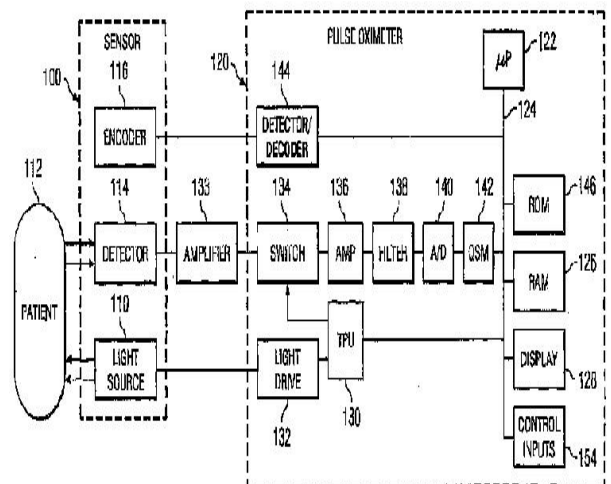 SENSOR
PULSE OXIMETER
100
116
120
144
μP
122
124
ENCODER
DETECTOR/
DECODER
112
114
133
134
136
138
140
142
ROM
146
DETECTOR
AMPLIFIER
SWITCH
AMP
FILTER
A/D
QSM
RAM
126
PATIENT
110
LIGHT
SOURCE
LIGHT
DRIVE
TPU
132
130
DISPLAY
128
CONTROL
INPUTS
154